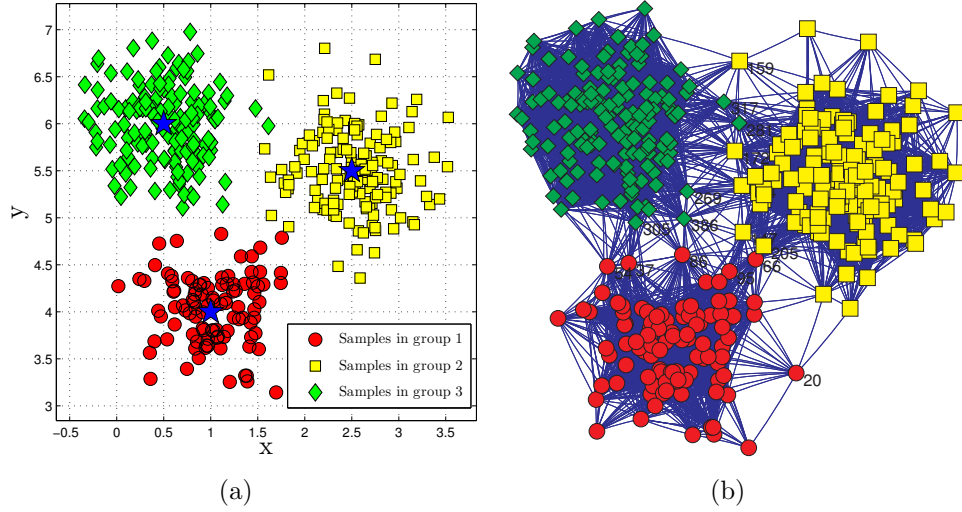 y
7
6.5
6
5.5
5
4.5
4
3.5
3
−0.5 0 0.5 1 1.5 2 2.5 3 3.5
x
Samples in group 1
Samples in group 2
Samples in group 3
159
269
386
305
66
20
(a)
(b)